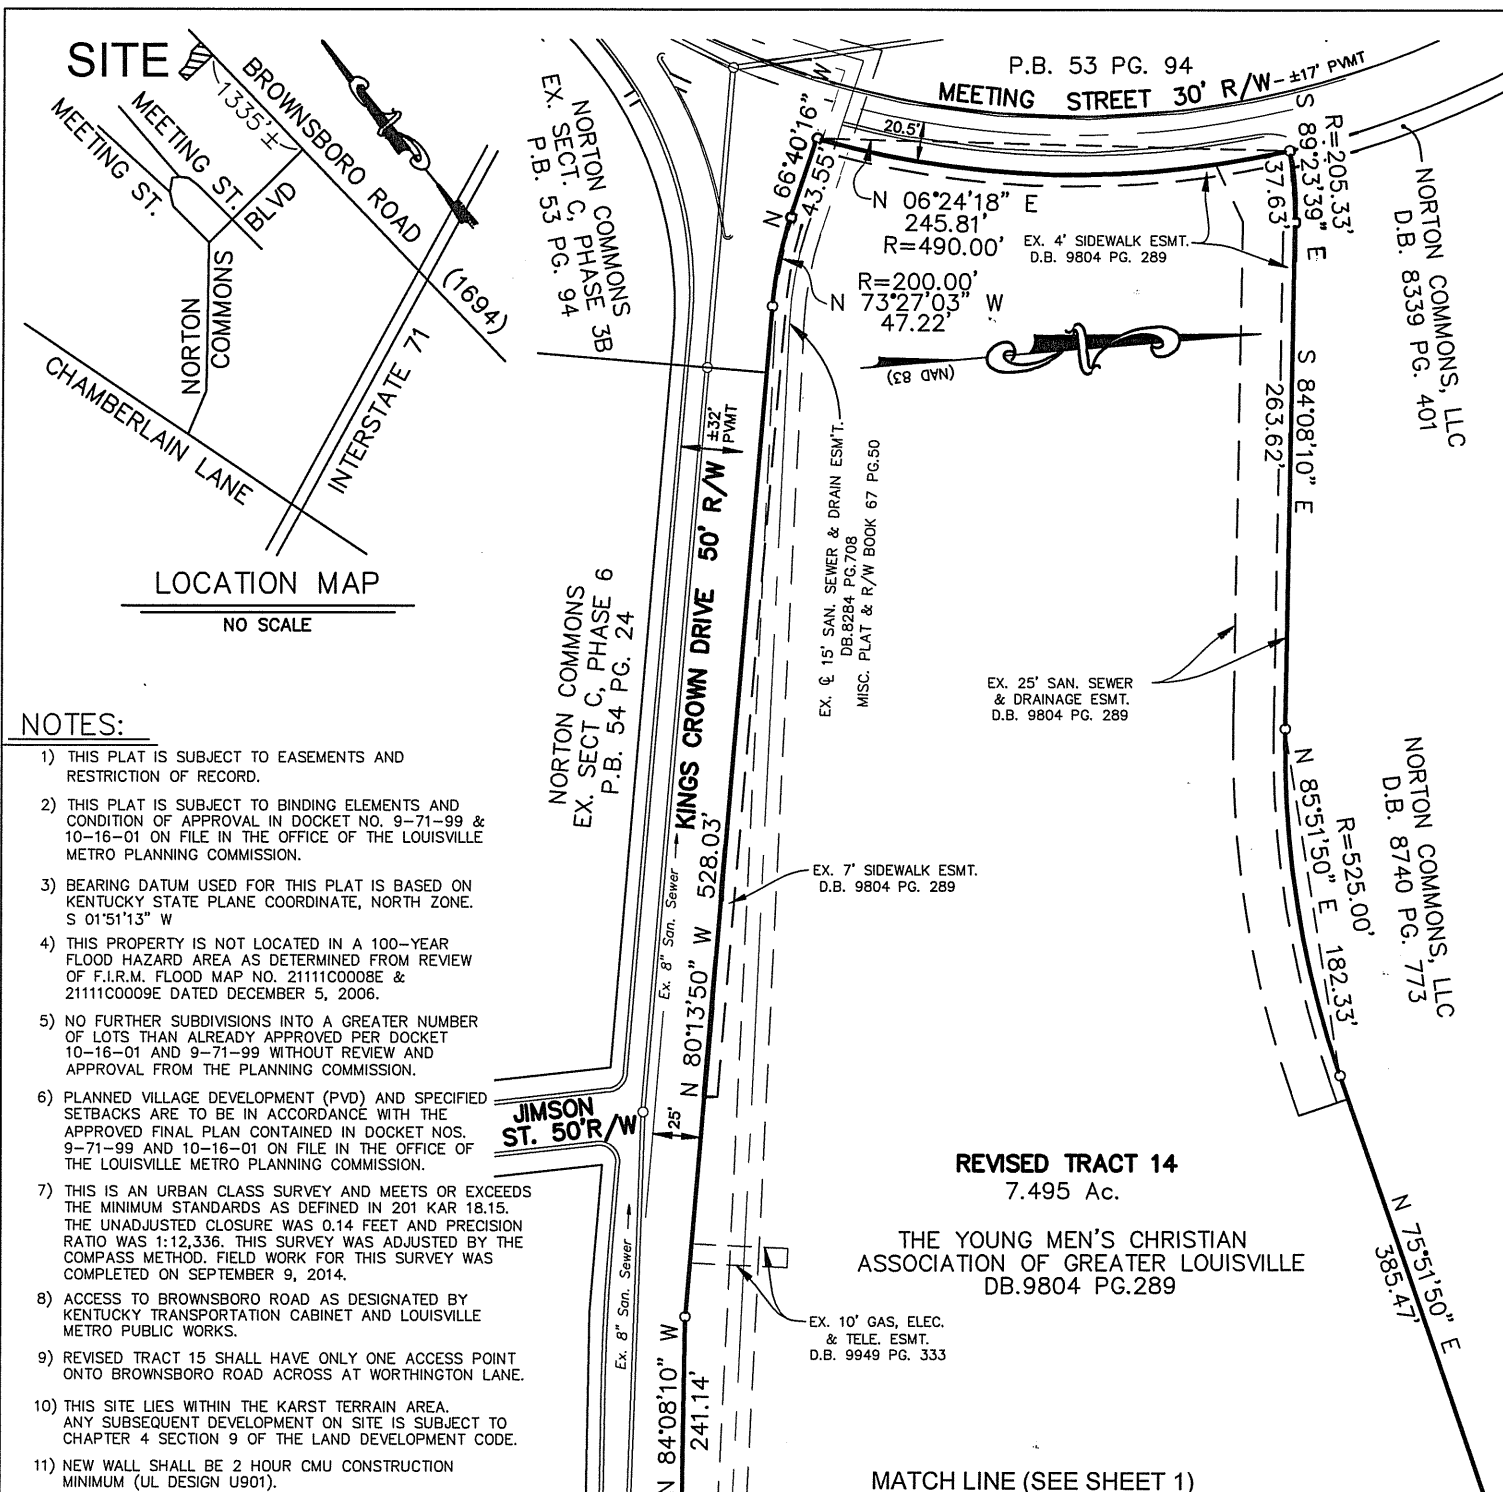 SITE
1335'±
BROWNSBORO ROAD
(1694)
MEETING ST.
MEETING ST.
BLVD
NORTON
COMMONS
CHAMBERLAIN LANE
INTERSTATE 71
LOCATION MAP
NO SCALE
NOTES:
1) THIS PLAT IS SUBJECT TO EASEMENTS AND
RESTRICTION OF RECORD.
2) THIS PLAT IS SUBJECT TO BINDING ELEMENTS AND
CONDITION OF APPROVAL IN DOCKET NO. 9-71-99 &
10-16-01 ON FILE IN THE OFFICE OF THE LOUISVILLE
METRO PLANNING COMMISSION.
3) BEARING DATUM USED FOR THIS PLAT IS BASED ON
KENTUCKY STATE PLANE COORDINATE, NORTH ZONE.
S 01°51'13" W
4) THIS PROPERTY IS NOT LOCATED IN A 100-YEAR
FLOOD HAZARD AREA AS DETERMINED FROM REVIEW
OF F.I.R.M. FLOOD MAP NO. 21111C0008E &
21111C0009E DATED DECEMBER 5, 2006.
5) NO FURTHER SUBDIVISIONS INTO A GREATER NUMBER
OF LOTS THAN ALREADY APPROVED PER DOCKET
10-16-01 AND 9-71-99 WITHOUT REVIEW AND
APPROVAL FROM THE PLANNING COMMISSION.
6) PLANNED VILLAGE DEVELOPMENT (PVD) AND SPECIFIED
SETBACKS ARE TO BE IN ACCORDANCE WITH THE
APPROVED FINAL PLAN CONTAINED IN DOCKET NOS.
9-71-99 AND 10-16-01 ON FILE IN THE OFFICE OF
THE LOUISVILLE METRO PLANNING COMMISSION.
7) THIS IS AN URBAN CLASS SURVEY AND MEETS OR EXCEEDS
THE MINIMUM STANDARDS AS DEFINED IN 201 KAR 18.15.
THE UNADJUSTED CLOSURE WAS 0.14 FEET AND PRECISION
RATIO WAS 1:12,336. THIS SURVEY WAS ADJUSTED BY THE
COMPASS METHOD. FIELD WORK FOR THIS SURVEY WAS
COMPLETED ON SEPTEMBER 9, 2014.
8) ACCESS TO BROWNSBORO ROAD AS DESIGNATED BY
KENTUCKY TRANSPORTATION CABINET AND LOUISVILLE
METRO PUBLIC WORKS.
9) REVISED TRACT 15 SHALL HAVE ONLY ONE ACCESS POINT
ONTO BROWNSBORO ROAD ACROSS AT WORTHINGTON LANE.
10) THIS SITE LIES WITHIN THE KARST TERRAIN AREA.
ANY SUBSEQUENT DEVELOPMENT ON SITE IS SUBJECT TO
CHAPTER 4 SECTION 9 OF THE LAND DEVELOPMENT CODE.
11) NEW WALL SHALL BE 2 HOUR CMU CONSTRUCTION
MINIMUM (UL DESIGN U901).
NORTON COMMONS
SECT. C, PHASE 3B
P.B. 53 PG. 94
EX.
P.B. 53 PG. 94
MEETING STREET 30' R/W-±17' PVMT
20.5'
N 66°40'16" W
43.55'
N 06°24'18" E
245.81'
R=490.00'
R=200.00'
N 73°27'03" W
47.22'
EX. 4' SIDEWALK ESMT.
D.B. 9804 PG. 289
R=205.33'
S 89°23'39" E
37.63'
NORTON COMMONS, LLC
D.B. 8339 PG. 401
(NAD 83)
S 84°08'10" E
263.62'
±32'
PVMT
KINGS CROWN DRIVE 50' R/W
EX. ℄ 15' SAN. SEWER & DRAIN ESM'T.
DB.8284 PG.708
MISC. PLAT & R/W BOOK 67 PG.50
NORTON COMMONS
EX. SECT C, PHASE 6
P.B. 54 PG. 24
EX. 25' SAN. SEWER
& DRAINAGE ESMT.
D.B. 9804 PG. 289
N 85°51'50" E 182.33'
R=525.00'
NORTON COMMONS, LLC
D.B. 8740 PG. 773
Ex. 8" San. Sewer
N 80°13'50" W 528.03'
EX. 7' SIDEWALK ESMT.
D.B. 9804 PG. 289
JIMSON
ST. 50'R/W
25'
REVISED TRACT 14
7.495 Ac.
THE YOUNG MEN'S CHRISTIAN
ASSOCIATION OF GREATER LOUISVILLE
DB.9804 PG.289
N 75°51'50" E
385.47'
Ex. 8" San. Sewer
EX. 10' GAS, ELEC.
& TELE. ESMT.
D.B. 9949 PG. 333
N 84°08'10" W
241.14'
MATCH LINE (SEE SHEET 1)